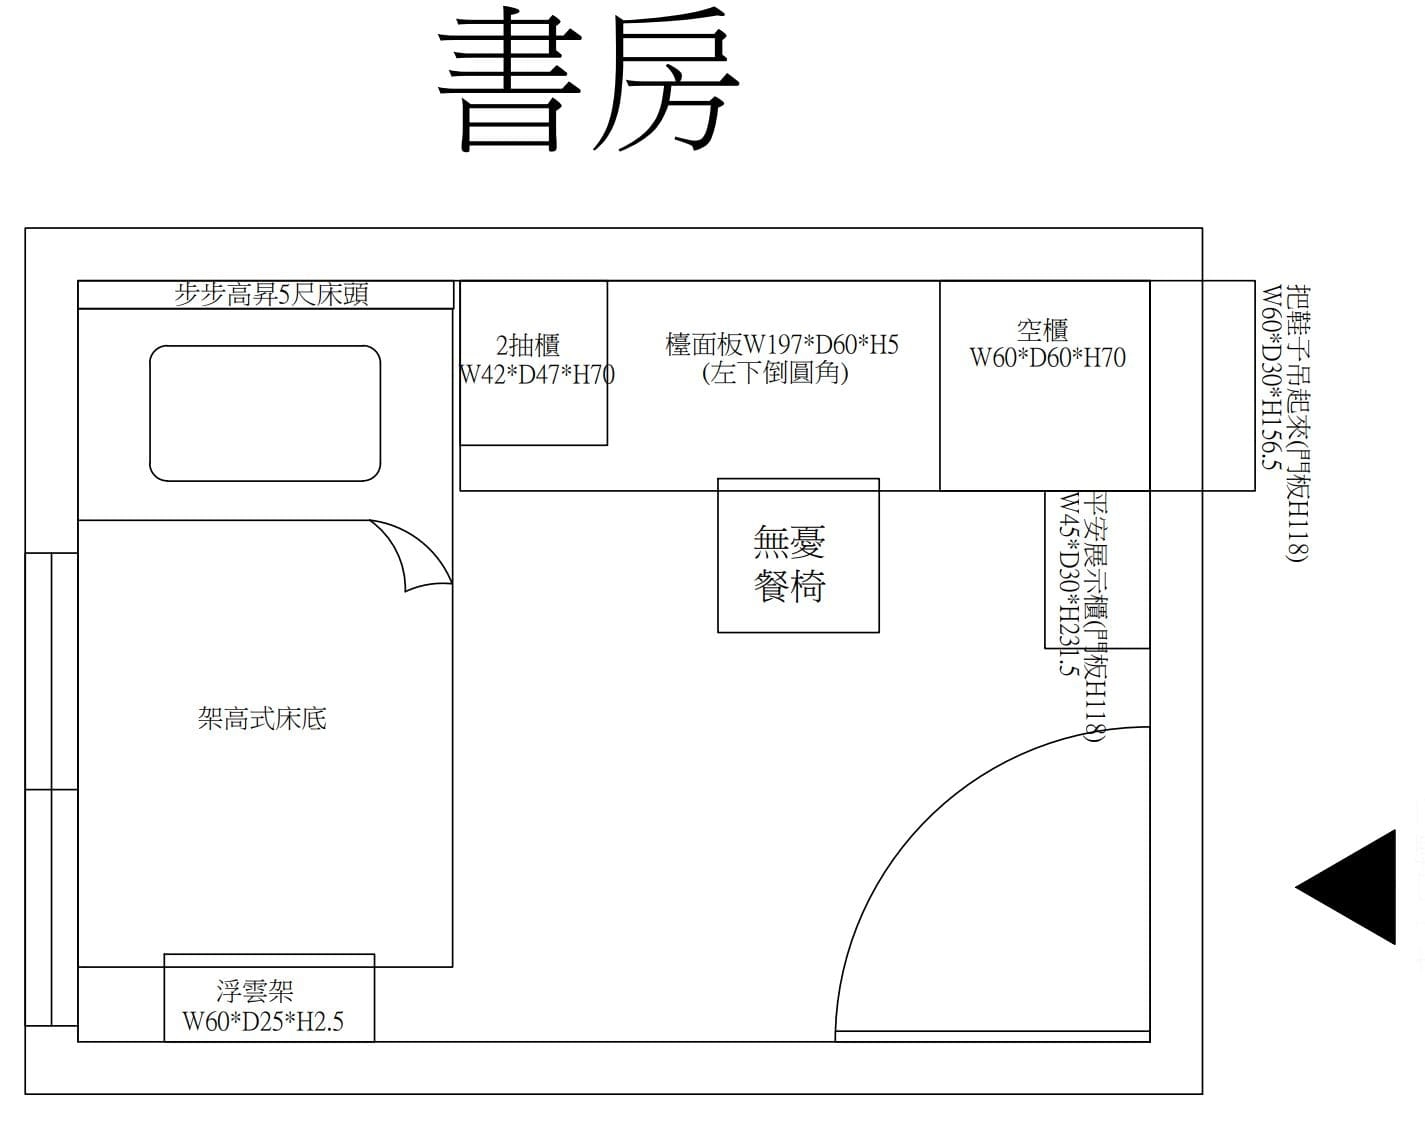 書房
步步高昇5尺床頭
2抽櫃
W42*D47*H70
檯面板W197*D60*H5
(左下倒圓角)
空櫃
W60*D60*H70
把鞋子吊起來(門板H118)
W60*D30*H156.5
無憂
餐椅
平安展示櫃(門板H118)
W45*D30*H231.5
架高式床底
浮雲架
W60*D25*H2.5